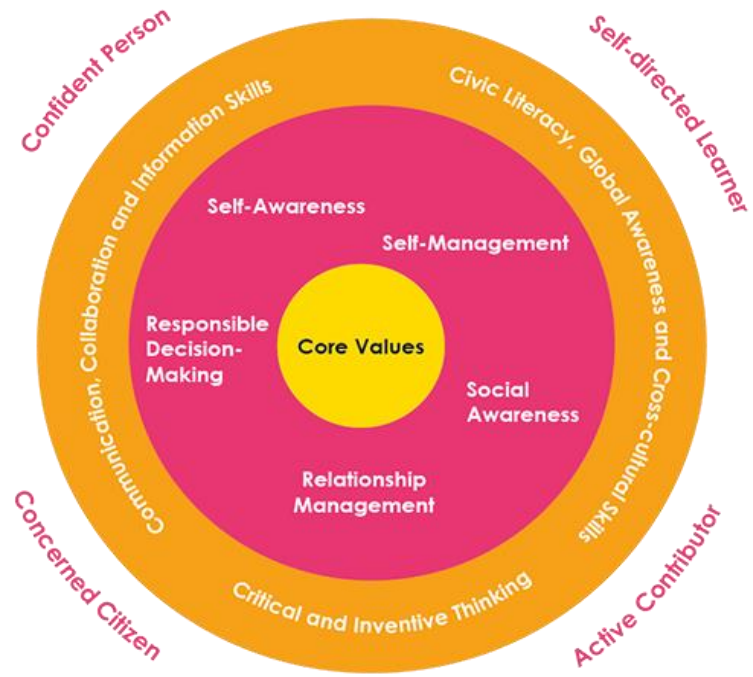 Confident Person
Self-directed Learner
Communication, Collaboration and Information Skills
Civic Literacy, Global Awareness and Cross-cultural Skills
Self-Awareness
Self-Management
Responsible
Decision-
Making
Core Values
Social
Awareness
Relationship
Management
Critical and Inventive Thinking
Concerned Citizen
Active Contributor